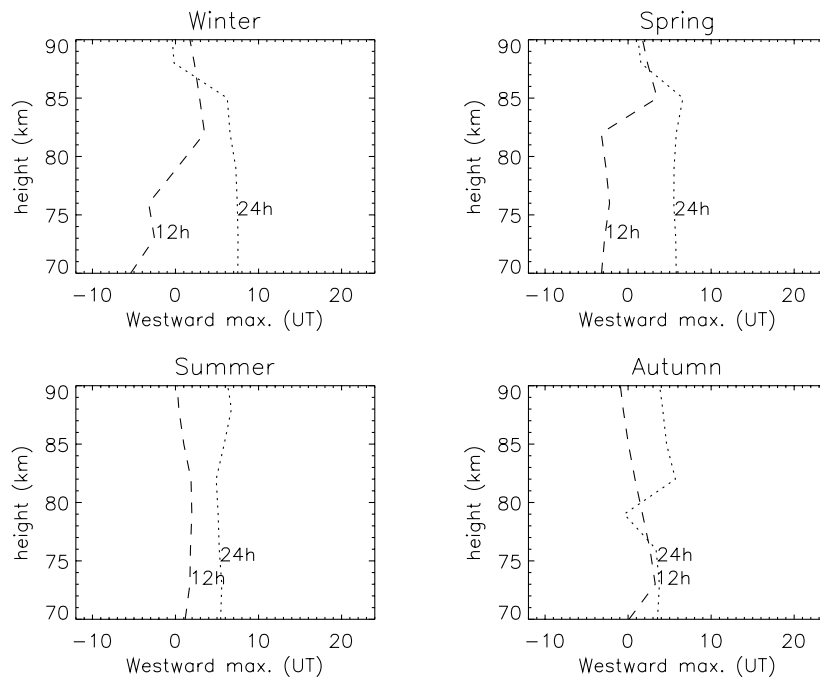 Winter
90
85
80
75
70
height (km)
24h
12h
-10 0 10 20
Westward max. (UT)
Spring
90
85
80
75
70
height (km)
24h
12h
-10 0 10 20
Westward max. (UT)
Summer
90
85
80
75
70
height (km)
24h
12h
-10 0 10 20
Westward max. (UT)
Autumn
90
85
80
75
70
height (km)
24h
12h
-10 0 10 20
Westward max. (UT)